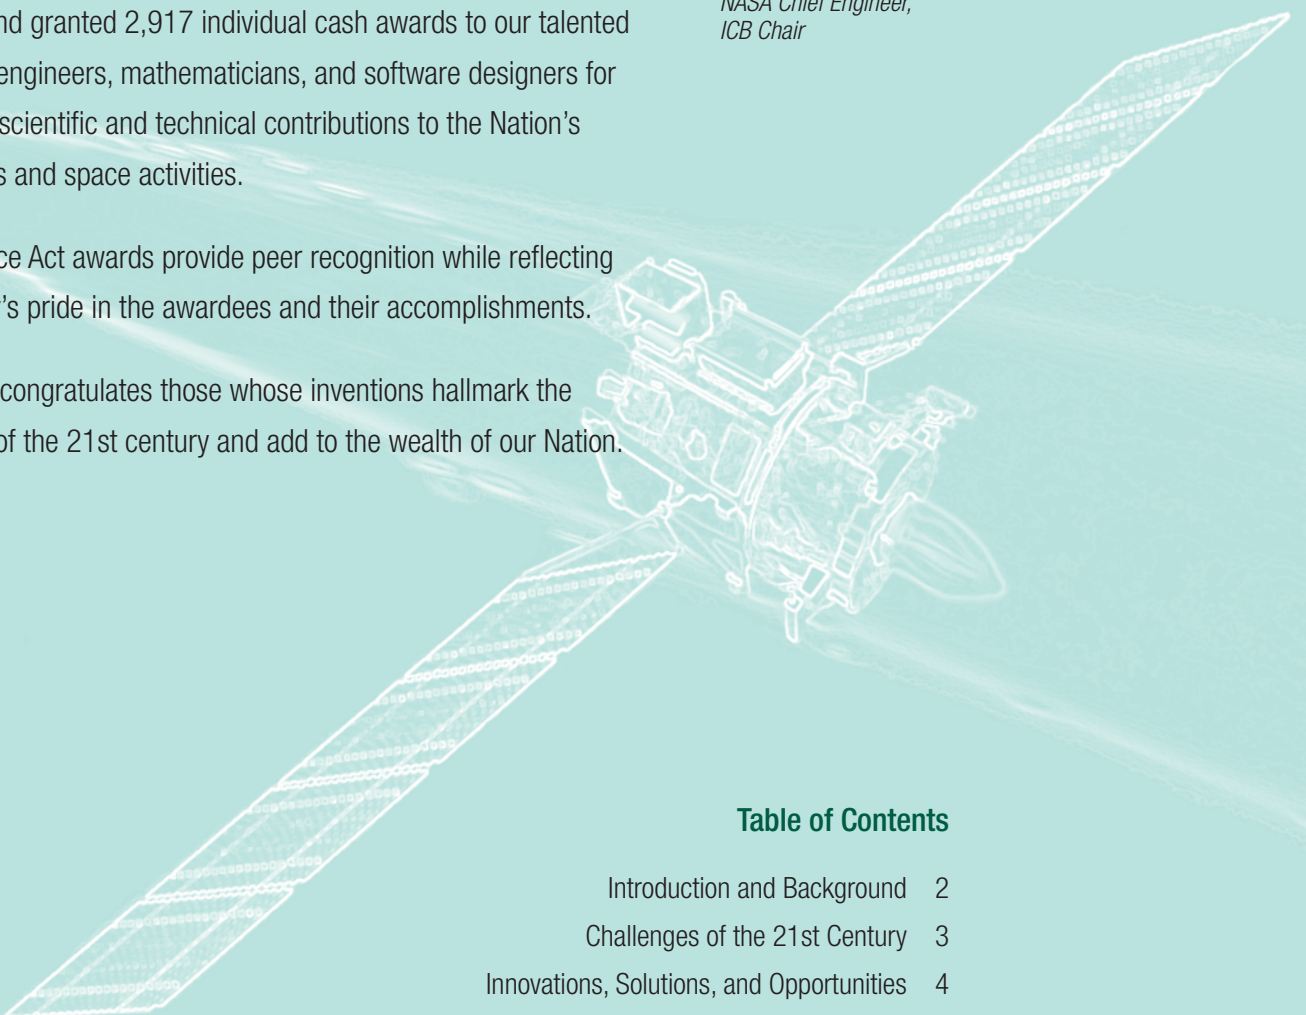 nd granted 2,917 individual cash awards to our talented
engineers, mathematicians, and software designers for
scientific and technical contributions to the Nation's
s and space activities.
ce Act awards provide peer recognition while reflecting
y's pride in the awardees and their accomplishments.
congratulates those whose inventions hallmark the
of the 21st century and add to the wealth of our Nation.
NASA Chief Engineer,
ICB Chair
Table of Contents
Introduction and Background 2
Challenges of the 21st Century 3
Innovations, Solutions, and Opportunities 4